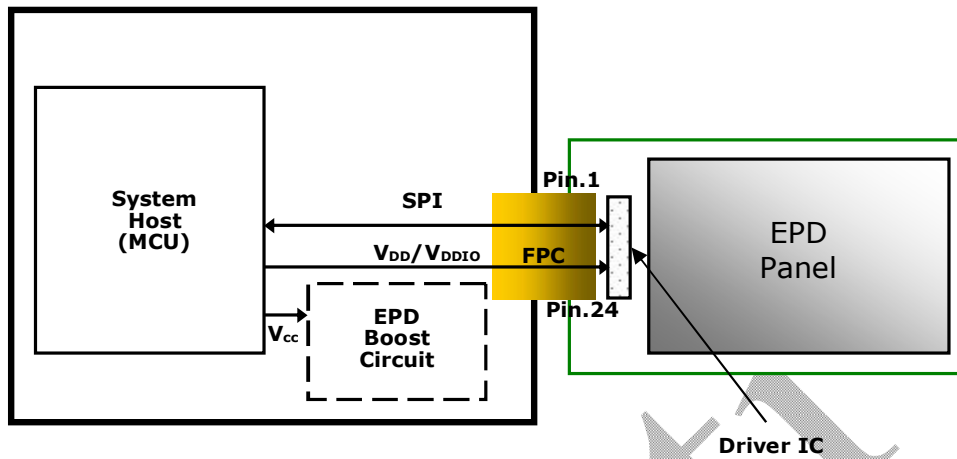 System
Host
(MCU)
SPI
VDD/VDDIO
VCC
EPD
Boost
Circuit
Pin.1
FPC
Pin.24
EPD
Panel
Driver IC